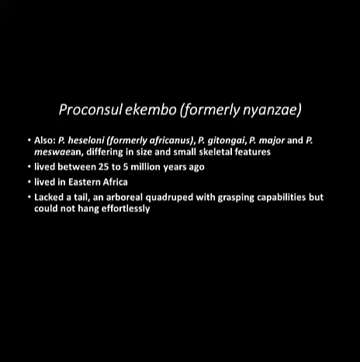 Proconsul ekembo (formerly nyanzae)
• Also: P. heseloni (formerly africanus), P. gitongai, P. major and P.
meswaean, differing in size and small skeletal features
• lived between 25 to 5 million years ago
• lived in Eastern Africa
• Lacked a tail, an arboreal quadruped with grasping capabilities but
could not hang effortlessly